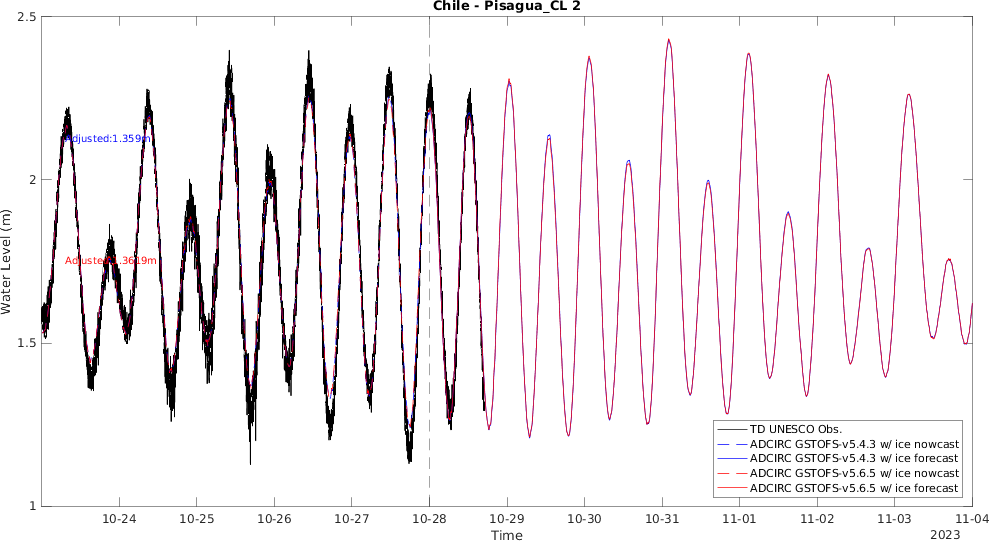 Chile - Pisagua_CL 2
2.5
2
1.5
1
Water Level (m)
Adjusted:1.359m
Adjusted:1.3619m
TD UNESCO Obs.
ADCIRC GSTOFS-v5.4.3 w/ ice nowcast
ADCIRC GSTOFS-v5.4.3 w/ ice forecast
ADCIRC GSTOFS-v5.6.5 w/ ice nowcast
ADCIRC GSTOFS-v5.6.5 w/ ice forecast
10-24 10-25 10-26 10-27 10-28 10-29 10-30 10-31 11-01 11-02 11-03 11-04
Time
2023